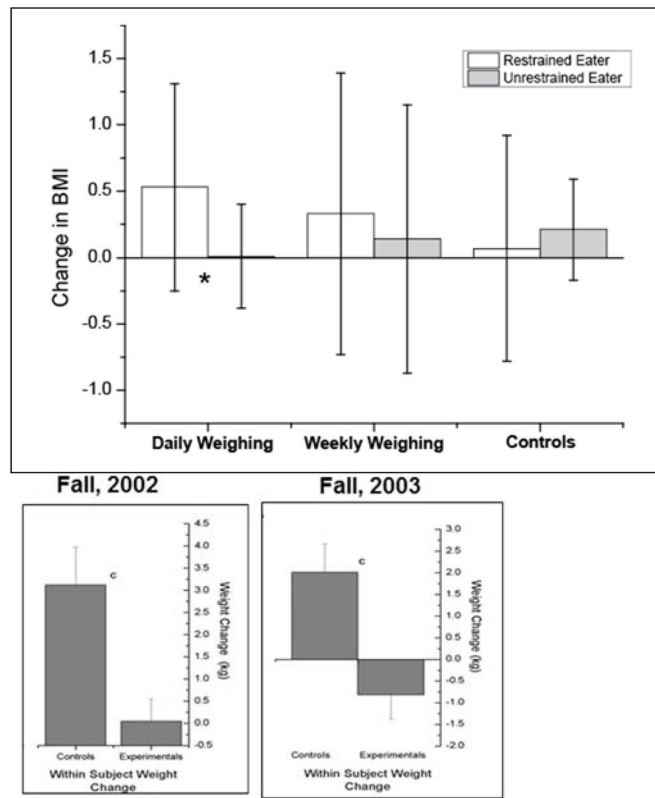 1.5
Restrained Eater
Unrestrained Eater
1.0
0.5
0.0
-0.5
-1.0
Change in BMI
*
Daily Weighing Weekly Weighing Controls
Fall, 2002
4.5
4.0
3.5
3.0
2.5
2.0
1.5
1.0
0.5
0.0
-0.5
Weight Change (kg)
c
Controls Experimentals
Within Subject Weight
Change
Fall, 2003
3.0
2.5
2.0
1.5
1.0
0.5
0.0
-0.5
-1.0
-1.5
-2.0
Weight Change (kg)
c
Controls Experimentals
Within Subject Weight
Change